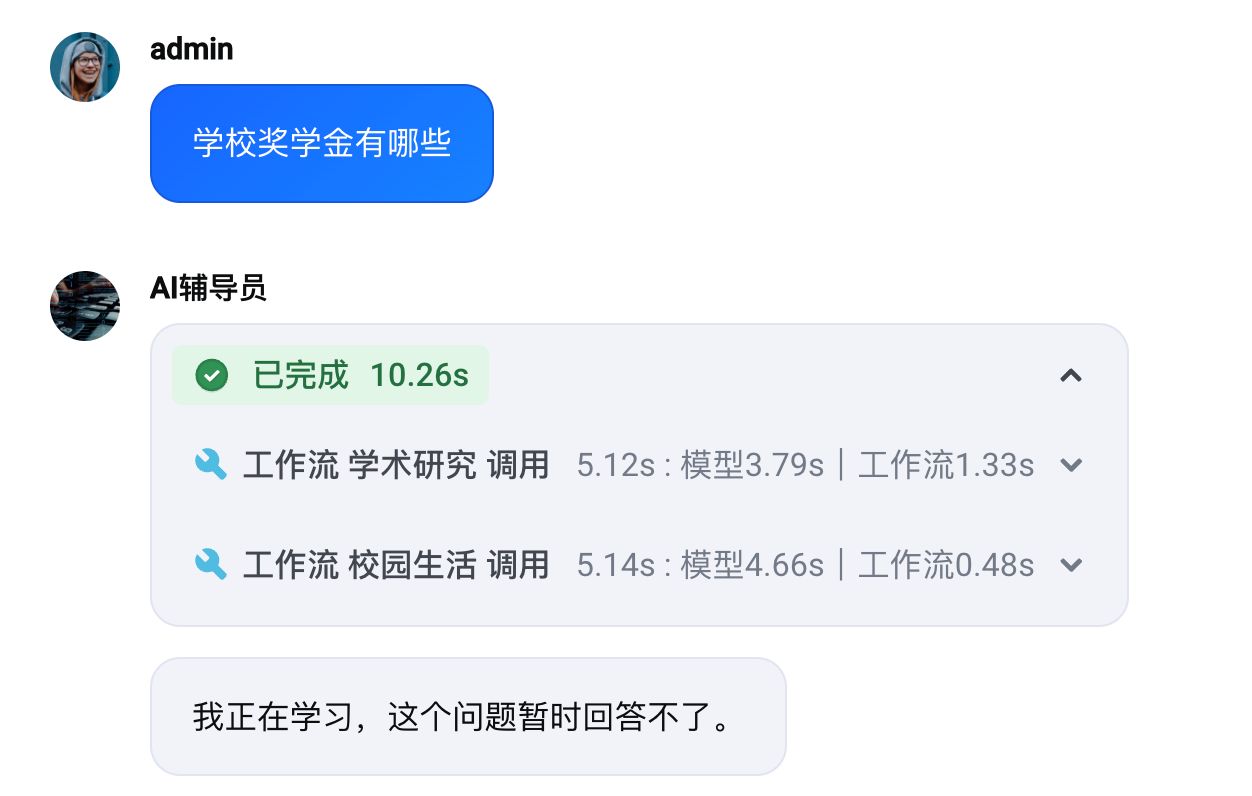 admin
学校奖学金有哪些
AI辅导员
已完成 10.26s
工作流 学术研究 调用 5.12s : 模型3.79s | 工作流1.33s
工作流 校园生活 调用 5.14s : 模型4.66s | 工作流0.48s
我正在学习，这个问题暂时回答不了。